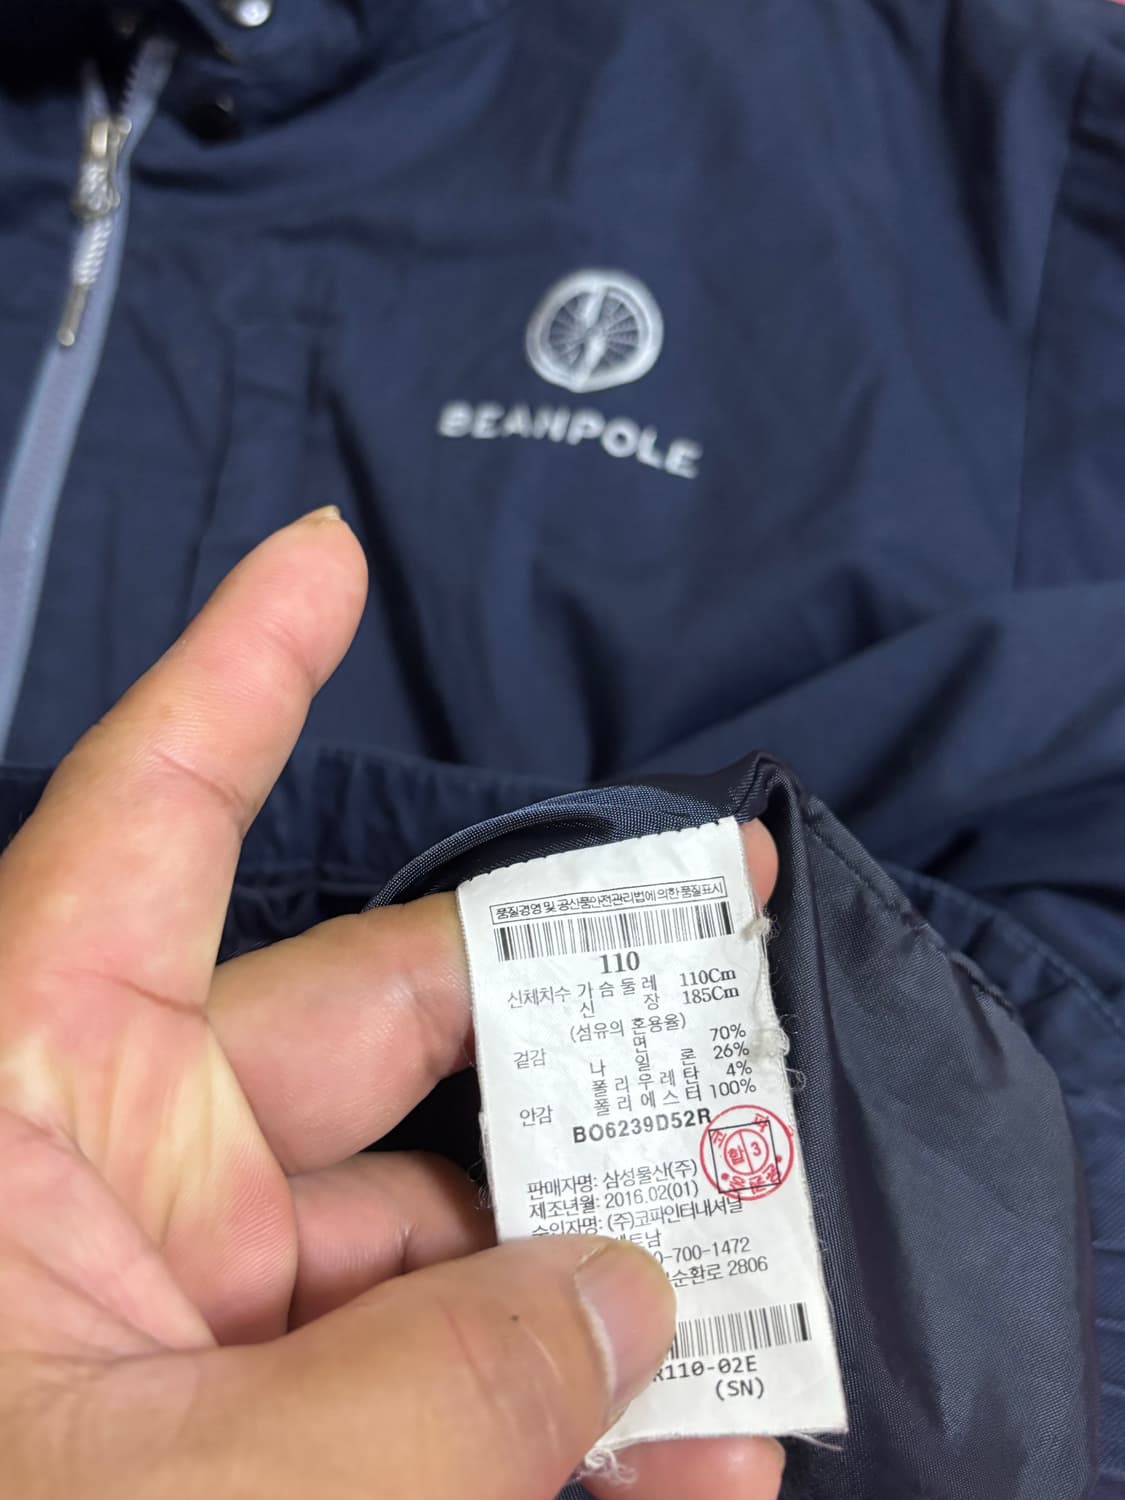 BEANPOLE
품질경영 및 공산품안전관리법에 의한 품질표시
110
신체치수 가 슴 둘 레 110Cm
신 장 185Cm
(섬유의 혼용율)
겉감 면 70%
나 일 론 26%
폴 리 우 레 탄 4%
안감 폴 리 에 스 터 100%
BO6239D52R
합 3
판매자명: 삼성물산(주)
제조년월: 2016.02(01)
수입자명: (주)코파인터내셔날
트남
0-700-1472
순환로 2806
R110-02E
(SN)